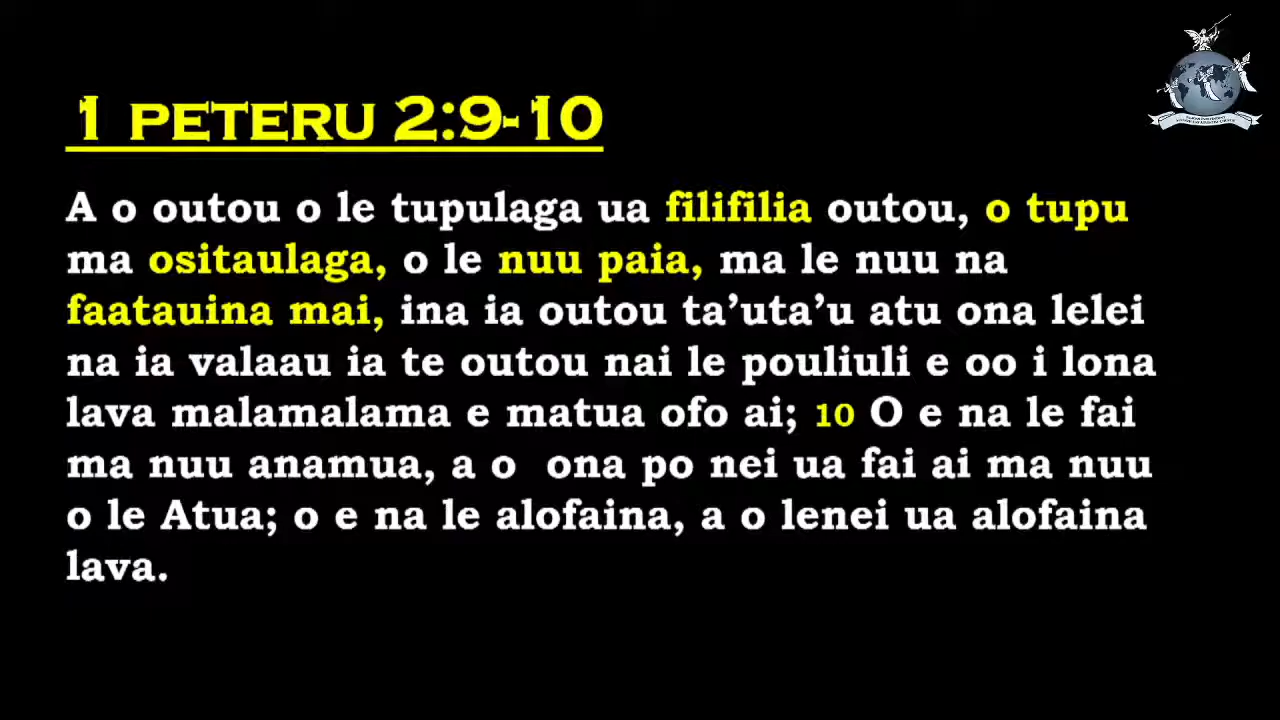 1 PETERU 2:9-10
A o outou o le tupulaga ua filifilia outou, o tupu
ma ositaulaga, o le nuu paia, ma le nuu na
faatauina mai, ina ia outou ta’uta’u atu ona lelei
na ia valaau ia te outou nai le pouliuli e oo i lona
lava malamalama e matua ofo ai; 10 O e na le fai
ma nuu anamua, a o ona po nei ua fai ai ma nuu
o le Atua; o e na le alofaina, a o lenei ua alofaina
lava.